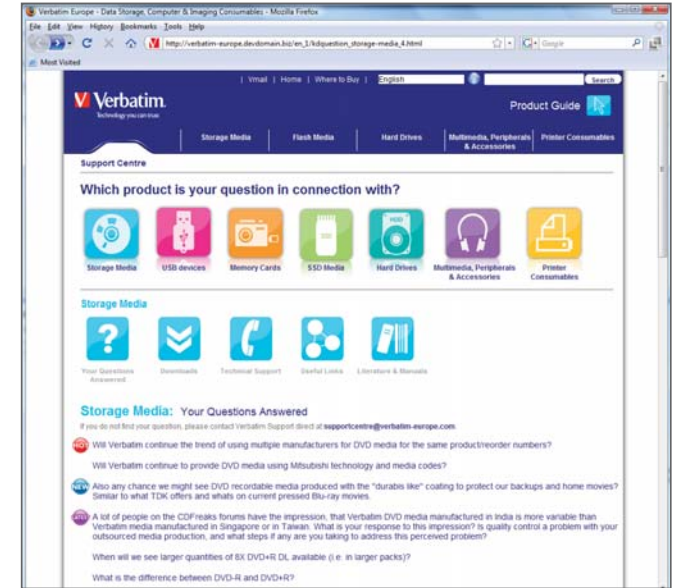 Verbatim Europe - Data Storage, Computer & Imaging Consumables - Mozilla Firefox
File Edit View History Bookmarks Tools Help
http://verbatim-europe.devdomain.biz/en_1/kdquestion_storage-media_4.html
Google
Most Visited
| Vmail | Home | Where to Buy | English Search
Verbatim.
Technology you can trust
Product Guide
Storage Media | Flash Media | Hard Drives | Multimedia, Peripherals & Accessories | Printer Consumables
Support Centre
Which product is your question in connection with?
SSD
HDD
Storage Media USB devices Memory Cards SSD Media Hard Drives Multimedia, Peripherals & Accessories Printer Consumables
Storage Media
?
Your Questions Answered Downloads Technical Support Useful Links Literature & Manuals
Storage Media: Your Questions Answered
If you do not find your question, please contact Verbatim Support direct at supportcentre@verbatim-europe.com.
HOT Will Verbatim continue the trend of using multiple manufacturers for DVD media for the same product/reorder numbers?
Will Verbatim continue to provide DVD media using Mitsubishi technology and media codes?
NEW Also any chance we might see DVD recordable media produced with the "durabis like" coating to protect our backups and home movies?
Similar to what TDK offers and whats on current pressed Blu-ray movies.
A lot of people on the CDFreaks forums have the impression, that Verbatim DVD media manufactured in India is more variable than
Verbatim media manufactured in Singapore or in Taiwan. What is your response to this impression? Is quality control a problem with your
outsourced media production, and what steps if any are you taking to address this perceived problem?
When will we see larger quantities of 8X DVD+R DL available (i.e. in larger packs)?
What is the difference between DVD-R and DVD+R?